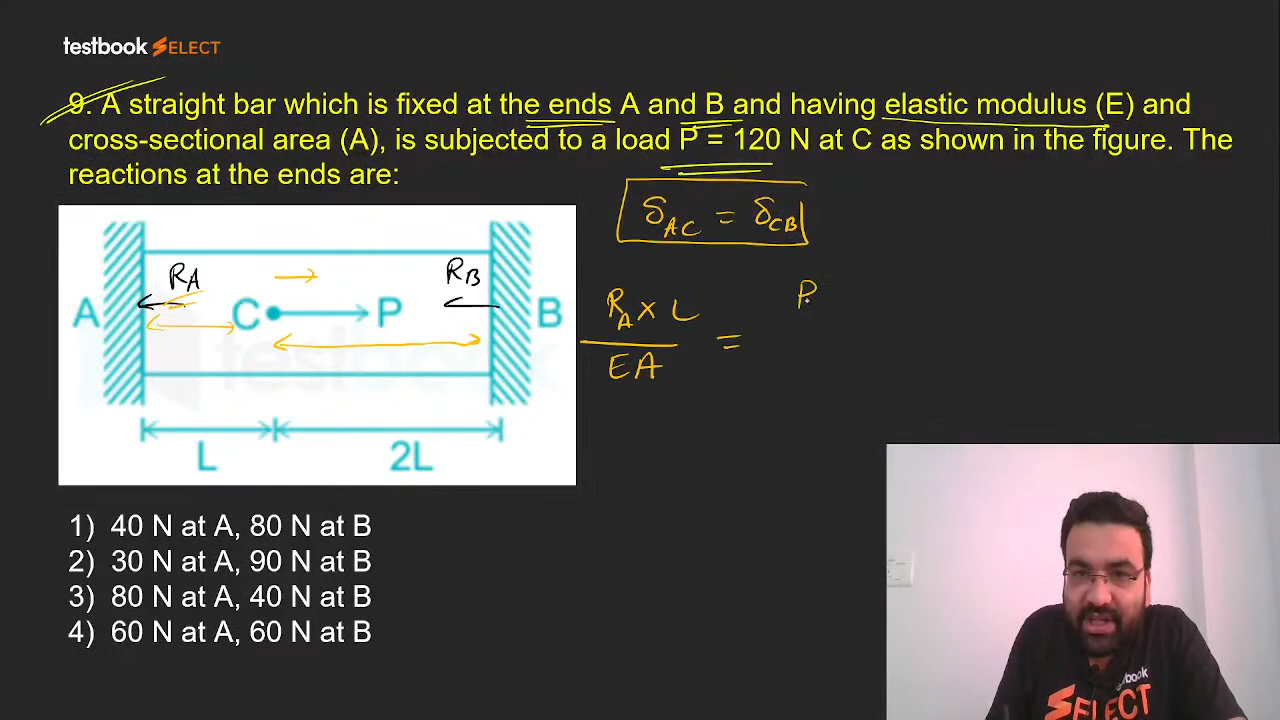 testbook SELECT
9. A straight bar which is fixed at the ends A and B and having elastic modulus (E) and
cross-sectional area (A), is subjected to a load P = 120 N at C as shown in the figure. The
reactions at the ends are:
δAC = δCB
RA RB
A C P B
RA × L
EA
=
P
L 2L
1) 40 N at A, 80 N at B
2) 30 N at A, 90 N at B
3) 80 N at A, 40 N at B
4) 60 N at A, 60 N at B
testbook
SELECT